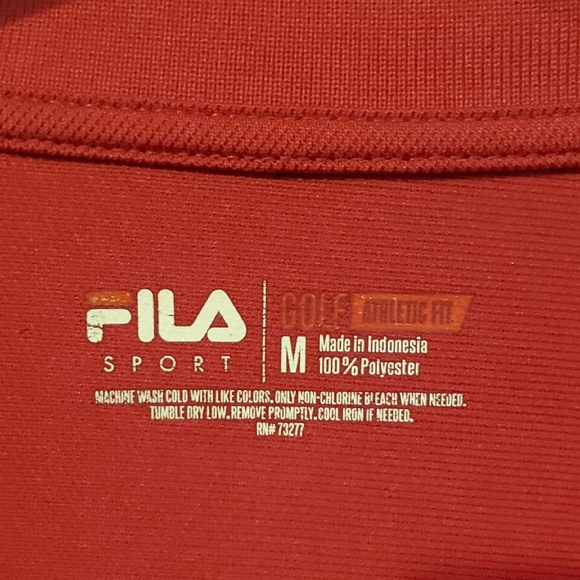 FILA
SPORT
GOLF ATHLETIC FIT
M
Made in Indonesia
100% Polyester
MACHINE WASH COLD WITH LIKE COLORS. ONLY NON-CHLORINE BLEACH WHEN NEEDED.
TUMBLE DRY LOW. REMOVE PROMPTLY. COOL IRON IF NEEDED.
RN# 73277